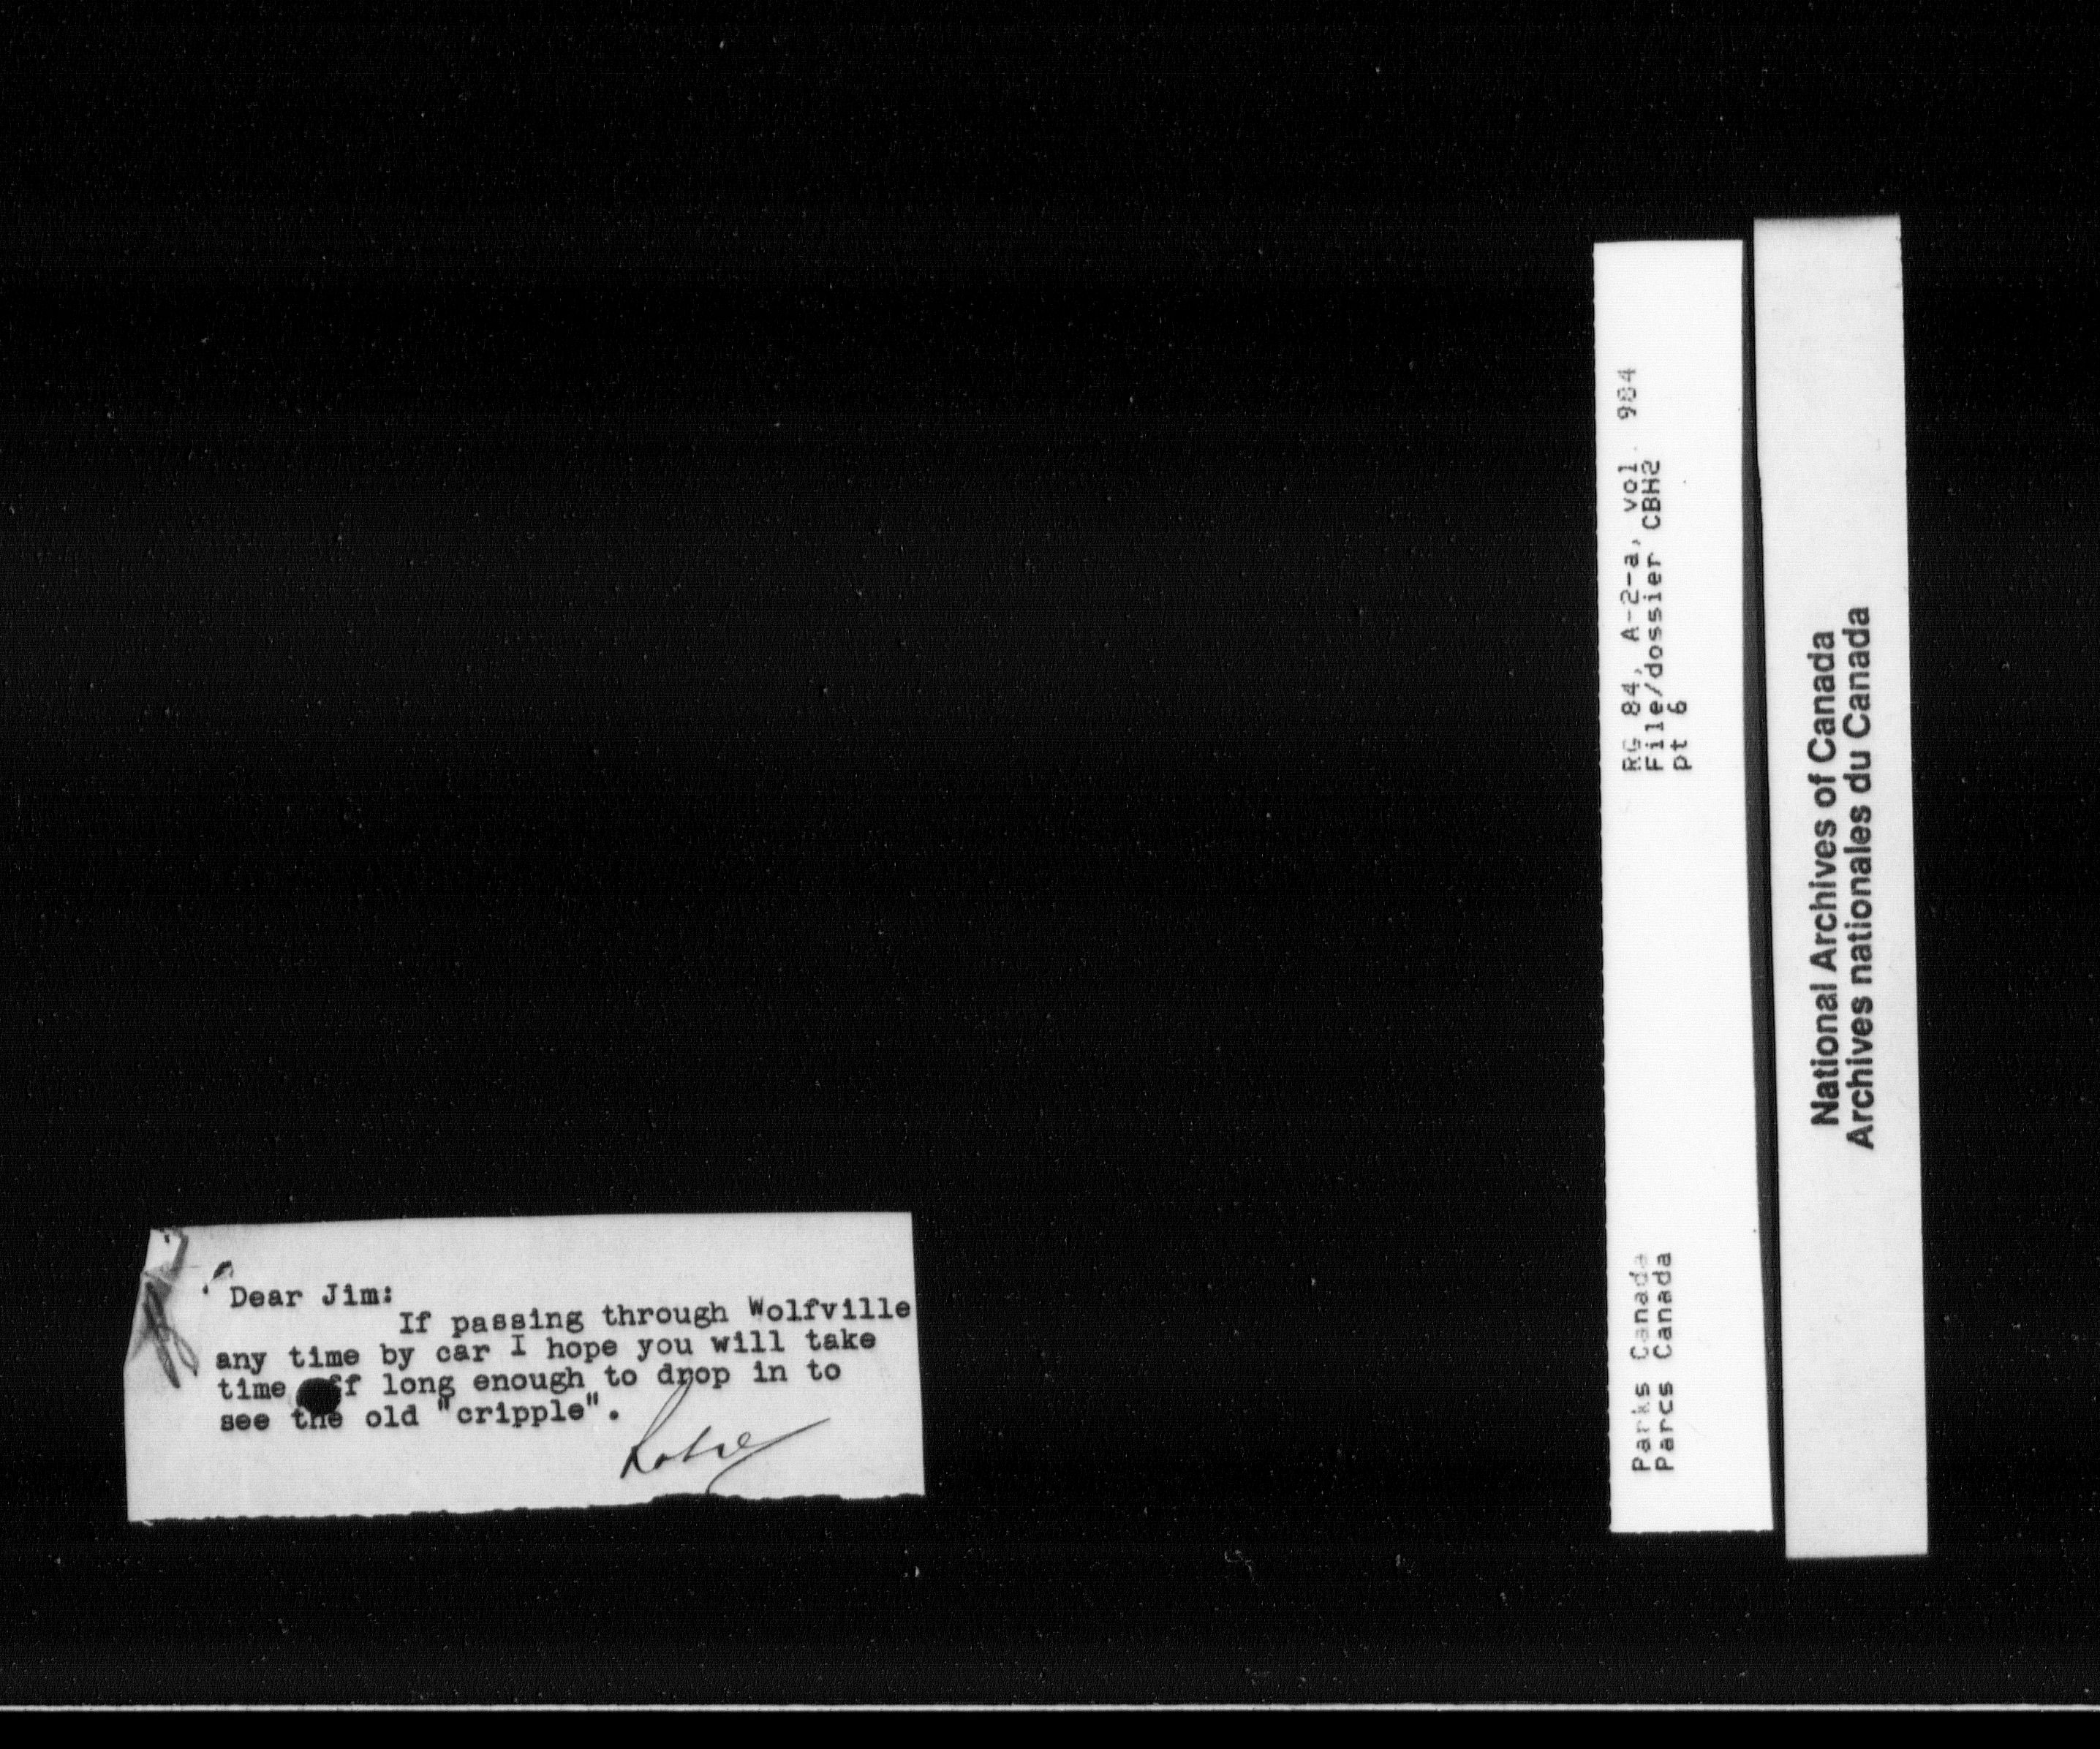 Dear Jim:
If passing through Wolfville
any time by car I hope you will take
time off long enough to drop in to
see the old "cripple".
RG 84, A-2-a, vol. 984
File/dossier CBH2
pt 6
Parks Canada
Parcs Canada
National Archives of Canada
Archives nationales du Canada